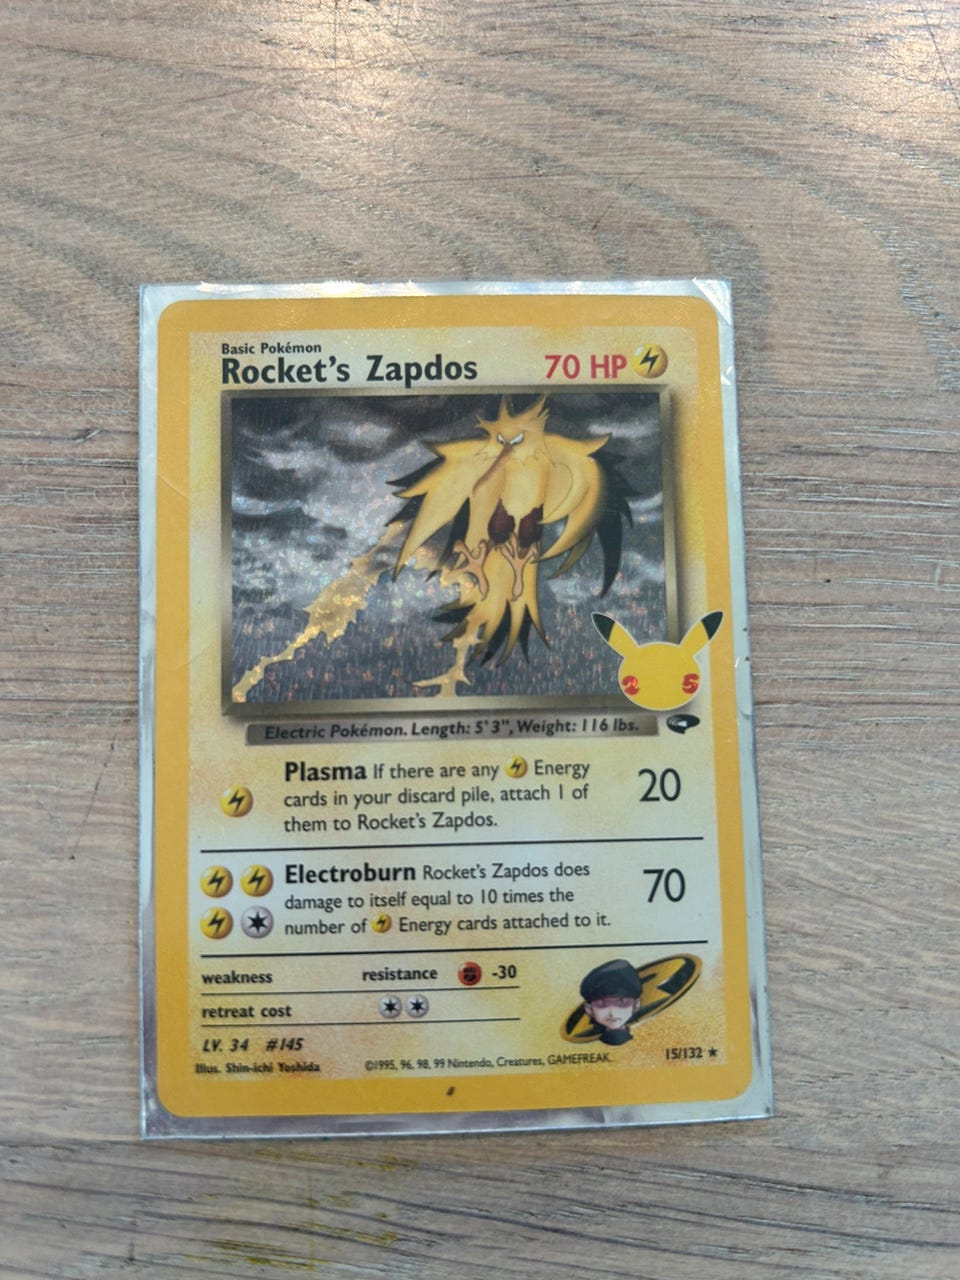 Basic Pokémon
Rocket's Zapdos 70 HP
25
Electric Pokémon. Length: 5'3", Weight: 116 lbs.
Plasma If there are any Energy
cards in your discard pile, attach 1 of
them to Rocket's Zapdos.
20
Electroburn Rocket's Zapdos does
damage to itself equal to 10 times the
number of Energy cards attached to it.
70
weakness resistance -30
retreat cost
LV. 34 #145
Illus. Shin-ichi Yoshida
©1995, 96, 98, 99 Nintendo, Creatures, GAMEFREAK.
15/132 ★